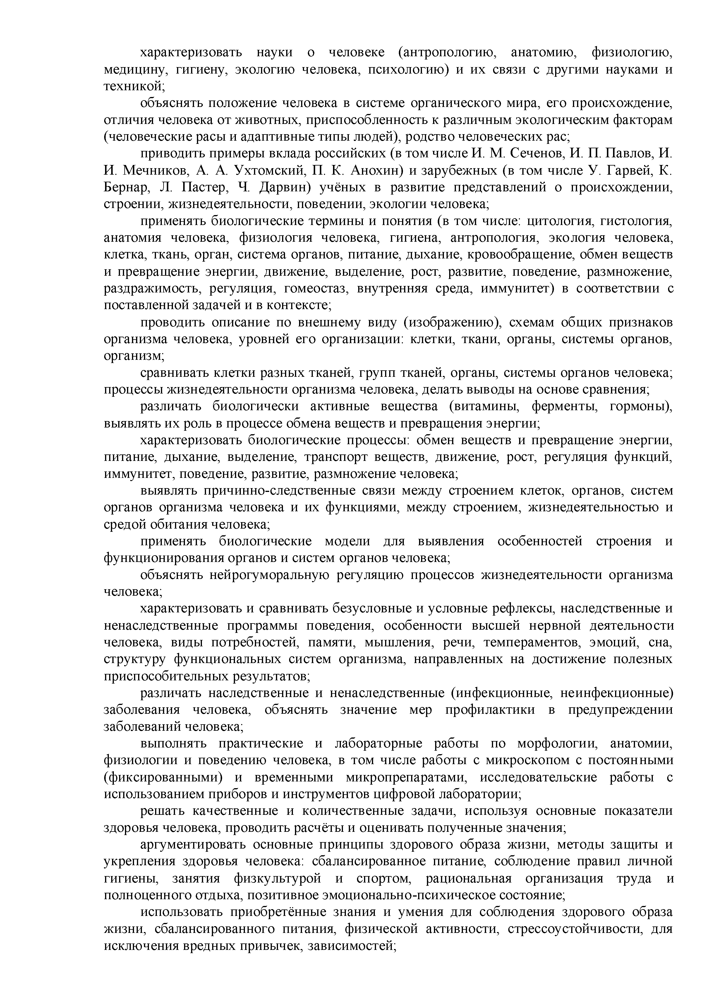 характеризовать науки о человеке (антропологию, анатомию, физиологию,
медицину, гигиену, экологию человека, психологию) и их связи с другими науками и
техникой;
объяснять положение человека в системе органического мира, его происхождение,
отличия человека от животных, приспособленность к различным экологическим факторам
(человеческие расы и адаптивные типы людей), родство человеческих рас;
приводить примеры вклада российских (в том числе И. М. Сеченов, И. П. Павлов, И.
И. Мечников, А. А. Ухтомский, П. К. Анохин) и зарубежных (в том числе У. Гарвей, К.
Бернар, Л. Пастер, Ч. Дарвин) учёных в развитие представлений о происхождении,
строении, жизнедеятельности, поведении, экологии человека;
применять биологические термины и понятия (в том числе: цитология, гистология,
анатомия человека, физиология человека, гигиена, антропология, экология человека,
клетка, ткань, орган, система органов, питание, дыхание, кровообращение, обмен веществ
и превращение энергии, движение, выделение, рост, развитие, поведение, размножение,
раздражимость, регуляция, гомеостаз, внутренняя среда, иммунитет) в соответствии с
поставленной задачей и в контексте;
проводить описание по внешнему виду (изображению), схемам общих признаков
организма человека, уровней его организации: клетки, ткани, органы, системы органов,
организм;
сравнивать клетки разных тканей, групп тканей, органы, системы органов человека;
процессы жизнедеятельности организма человека, делать выводы на основе сравнения;
различать биологически активные вещества (витамины, ферменты, гормоны),
выявлять их роль в процессе обмена веществ и превращения энергии;
характеризовать биологические процессы: обмен веществ и превращение энергии,
питание, дыхание, выделение, транспорт веществ, движение, рост, регуляция функций,
иммунитет, поведение, развитие, размножение человека;
выявлять причинно-следственные связи между строением клеток, органов, систем
органов организма человека и их функциями, между строением, жизнедеятельностью и
средой обитания человека;
применять биологические модели для выявления особенностей строения и
функционирования органов и систем органов человека;
объяснять нейрогуморальную регуляцию процессов жизнедеятельности организма
человека;
характеризовать и сравнивать безусловные и условные рефлексы, наследственные и
ненаследственные программы поведения, особенности высшей нервной деятельности
человека, виды потребностей, памяти, мышления, речи, темпераментов, эмоций, сна,
структуру функциональных систем организма, направленных на достижение полезных
приспособительных результатов;
различать наследственные и ненаследственные (инфекционные, неинфекционные)
заболевания человека, объяснять значение мер профилактики в предупреждении
заболеваний человека;
выполнять практические и лабораторные работы по морфологии, анатомии,
физиологии и поведению человека, в том числе работы с микроскопом с постоянными
(фиксированными) и временными микропрепаратами, исследовательские работы с
использованием приборов и инструментов цифровой лаборатории;
решать качественные и количественные задачи, используя основные показатели
здоровья человека, проводить расчёты и оценивать полученные значения;
аргументировать основные принципы здорового образа жизни, методы защиты и
укрепления здоровья человека: сбалансированное питание, соблюдение правил личной
гигиены, занятия физкультурой и спортом, рациональная организация труда и
полноценного отдыха, позитивное эмоционально-психическое состояние;
использовать приобретённые знания и умения для соблюдения здорового образа
жизни, сбалансированного питания, физической активности, стрессоустойчивости, для
исключения вредных привычек, зависимостей;